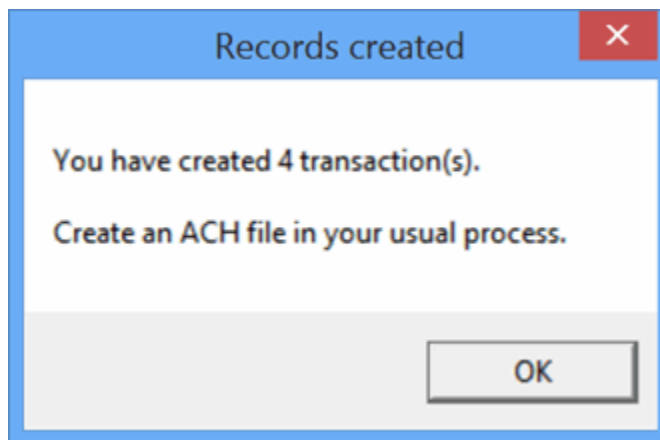 Records created
You have created 4 transaction(s).
Create an ACH file in your usual process.
OK